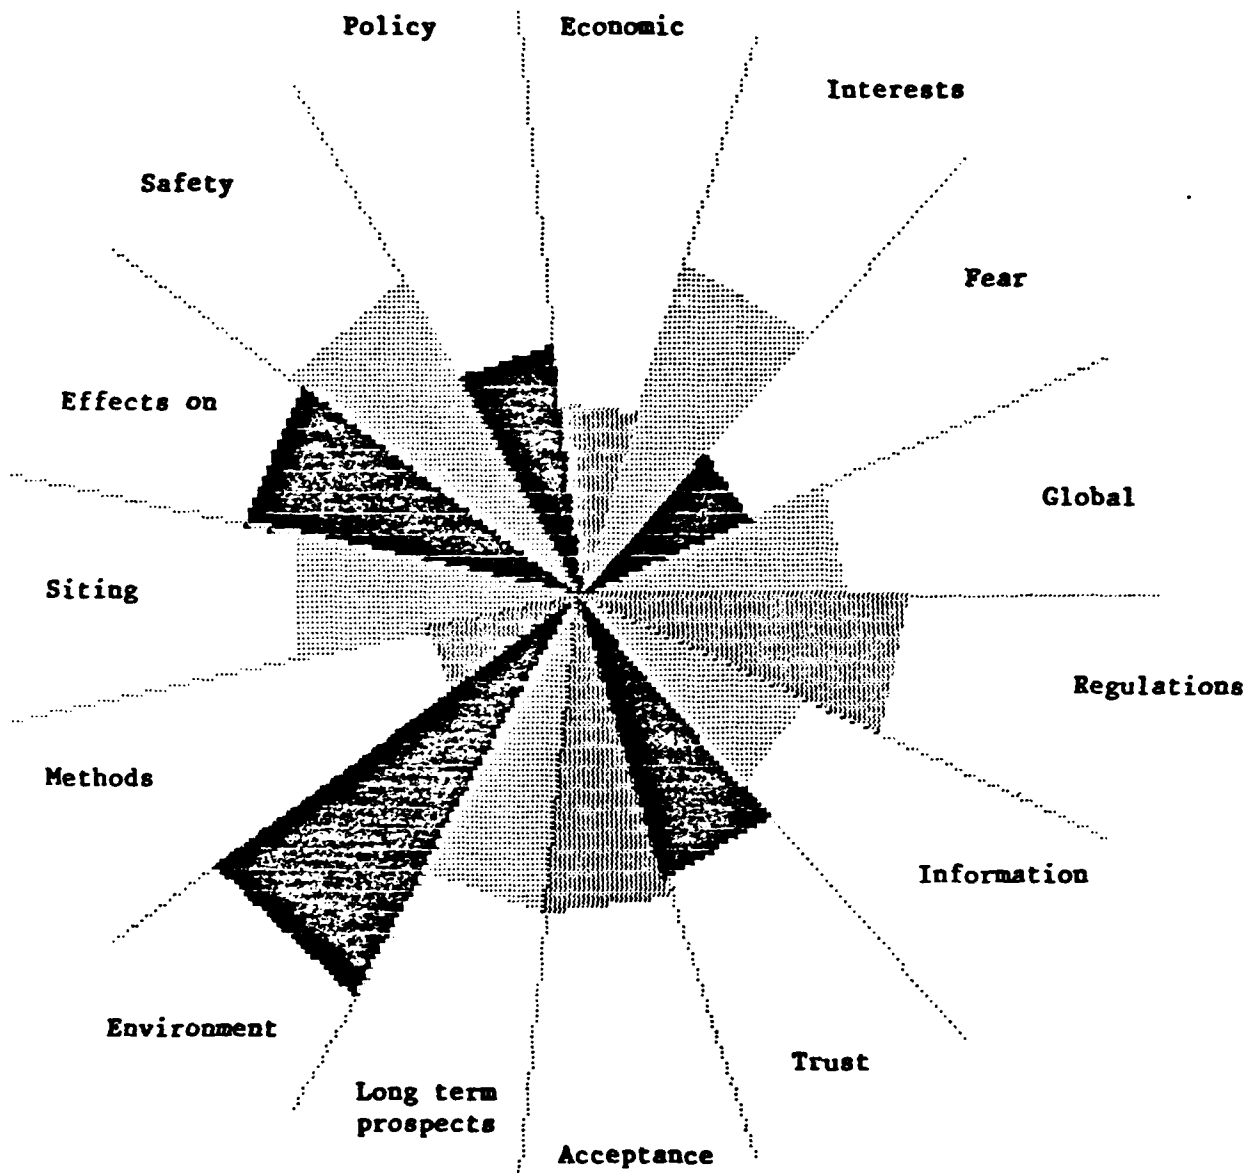 Policy
Economic
Interests
Safety
Fear
Effects on
Global
Siting
Regulations
Methods
Information
Environment
Trust
Long term
prospects
Acceptance